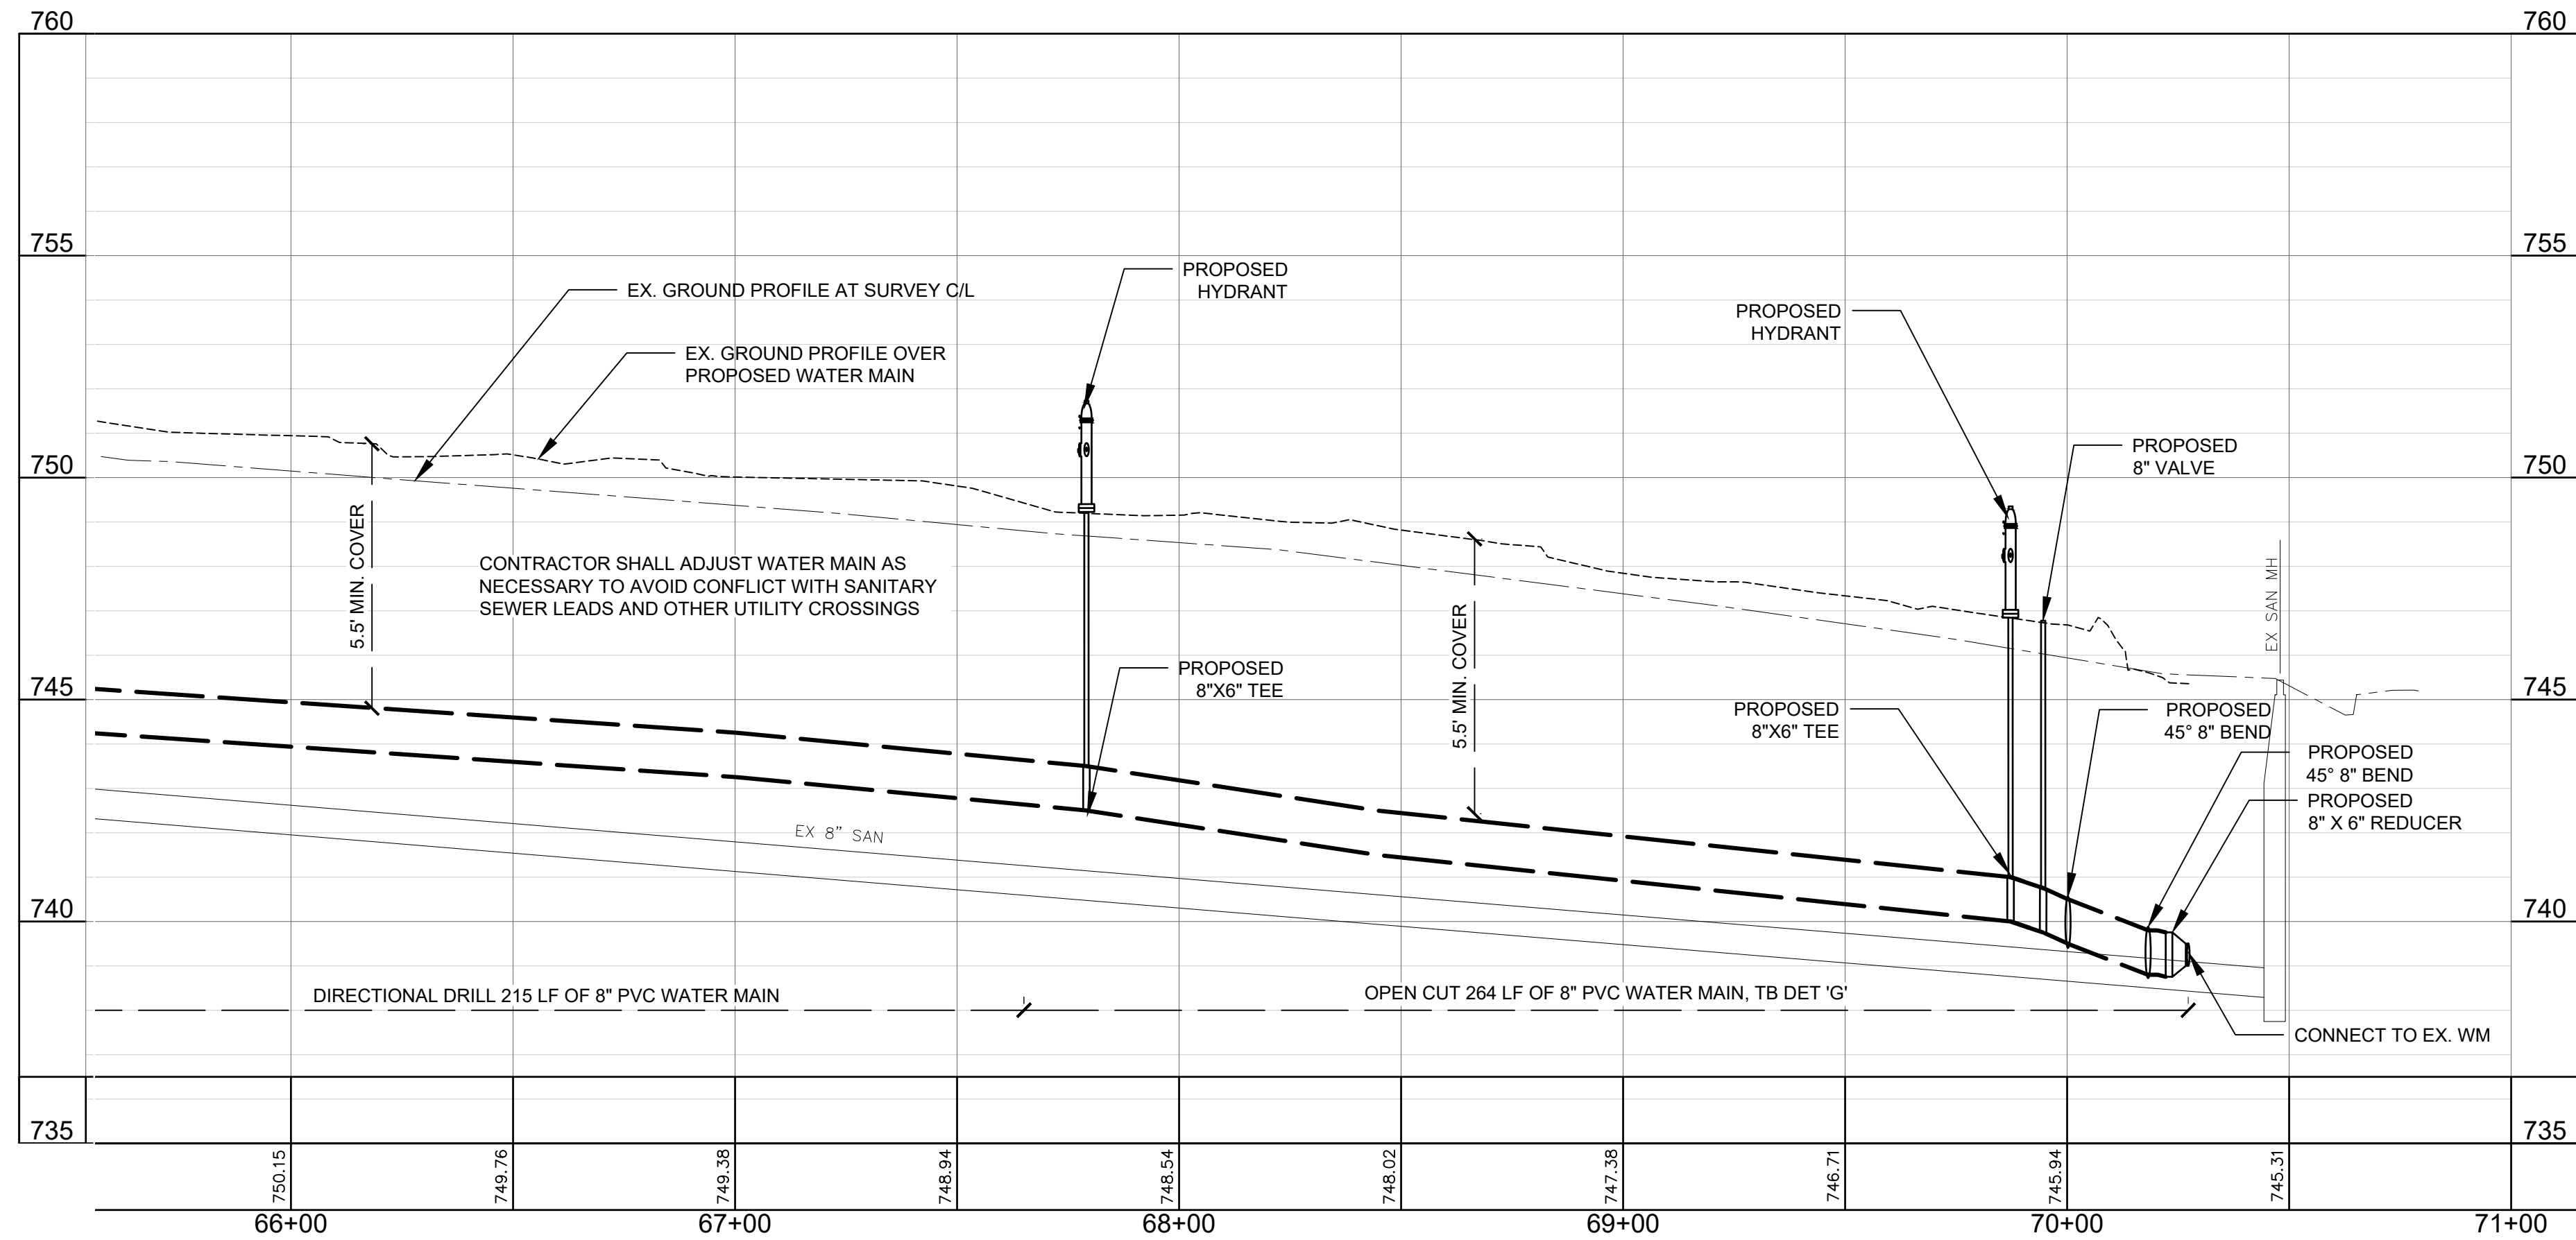 760
760
755
755
PROPOSED
HYDRANT
EX. GROUND PROFILE AT SURVEY C/L
PROPOSED
HYDRANT
EX. GROUND PROFILE OVER
PROPOSED WATER MAIN
PROPOSED
8" VALVE
750
750
5.5' MIN. COVER
CONTRACTOR SHALL ADJUST WATER MAIN AS
NECESSARY TO AVOID CONFLICT WITH SANITARY
SEWER LEADS AND OTHER UTILITY CROSSINGS
5.5' MIN. COVER
EX SAN MH
PROPOSED
8"X6" TEE
745
745
PROPOSED
8"X6" TEE
PROPOSED
45° 8" BEND
PROPOSED
45° 8" BEND
PROPOSED
8" X 6" REDUCER
EX 8" SAN
740
740
DIRECTIONAL DRILL 215 LF OF 8" PVC WATER MAIN
OPEN CUT 264 LF OF 8" PVC WATER MAIN, TB DET 'G'
CONNECT TO EX. WM
735
735
750.15
749.76
749.38
748.94
748.54
748.02
747.38
746.71
745.94
745.31
66+00
67+00
68+00
69+00
70+00
71+00